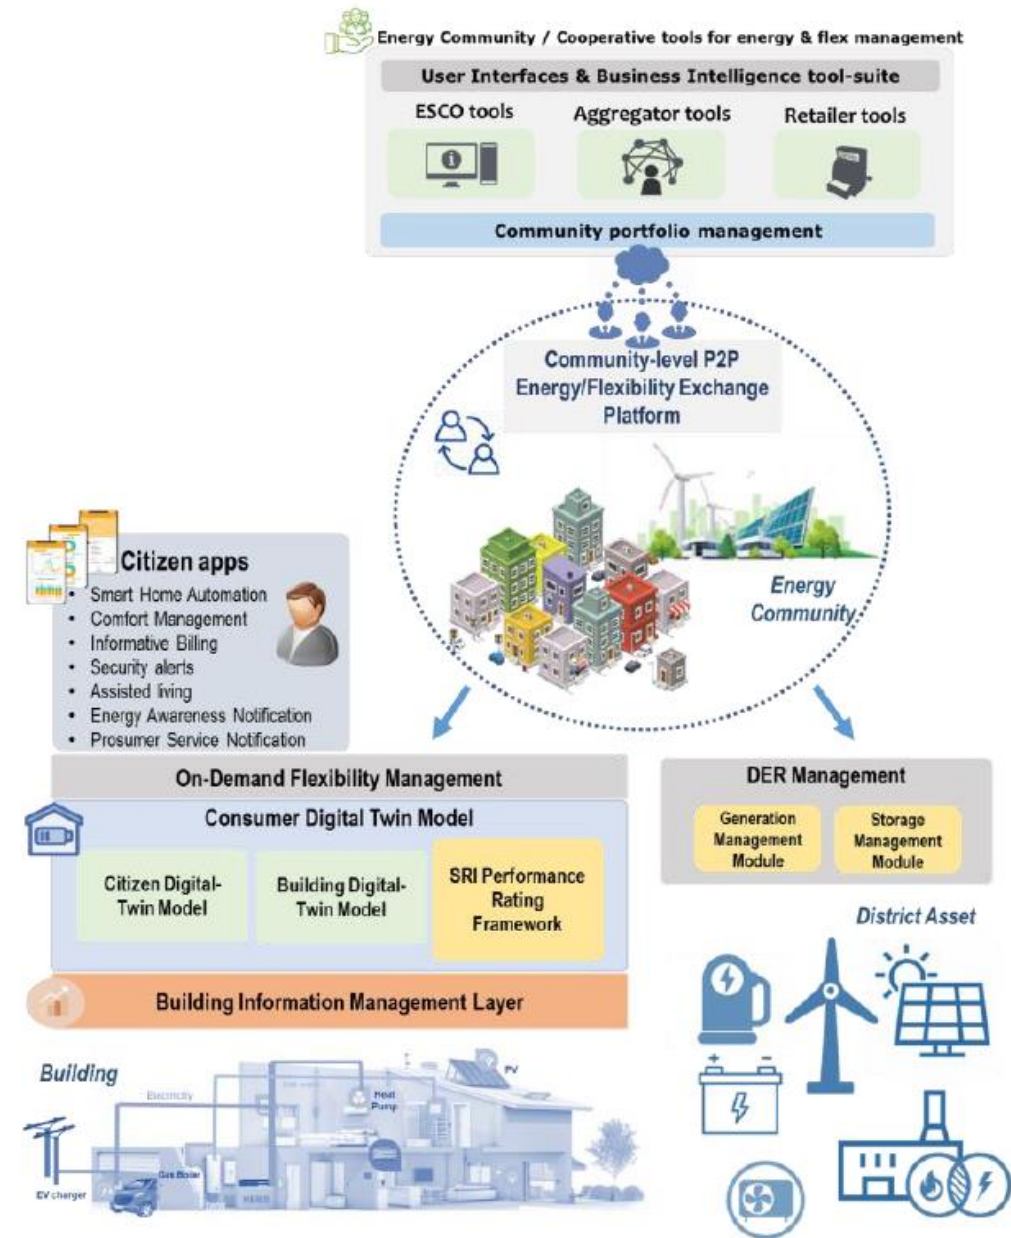 Energy Community / Cooperative tools for energy & flex management
User Interfaces & Business Intelligence tool-suite
ESCO tools
Aggregator tools
Retailer tools
Community portfolio management
Community-level P2P
Energy/Flexibility Exchange
Platform
Energy
Community
Citizen apps
• Smart Home Automation
• Comfort Management
• Informative Billing
• Security alerts
• Assisted living
• Energy Awareness Notification
• Prosumer Service Notification
On-Demand Flexibility Management
Consumer Digital Twin Model
Citizen Digital-
Twin Model
Building Digital-
Twin Model
SRI Performance
Rating
Framework
Building Information Management Layer
DER Management
Generation
Management
Module
Storage
Management
Module
District Asset
Building
Electricity
PV
Heat
Pump
Gas Boiler
EV charger